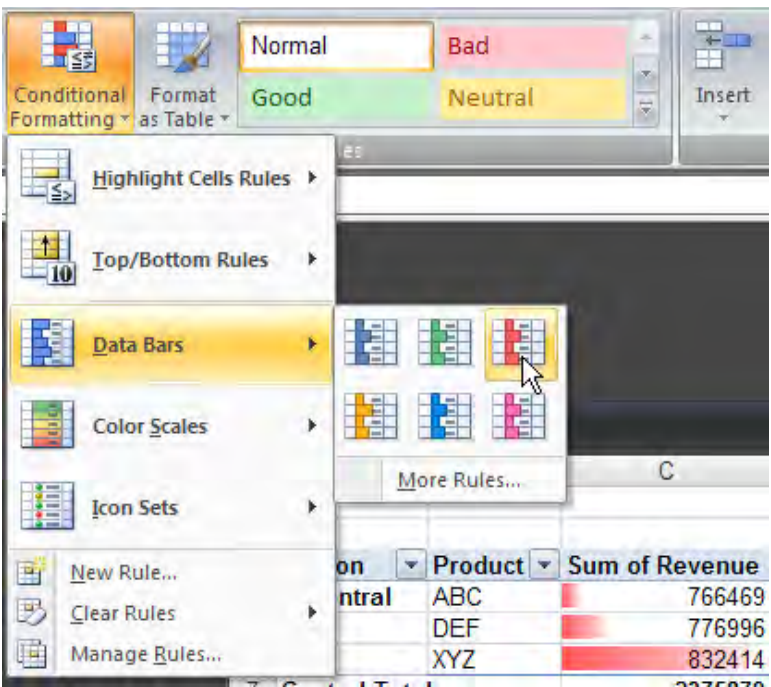 Normal
Bad
Conditional Formatting
Format as Table
Good
Neutral
Insert
Highlight Cells Rules
10
Top/Bottom Rules
Data Bars
Color Scales
C
More Rules...
Icon Sets
on Product Sum of Revenue
New Rule...
ntral ABC 766469
Clear Rules
DEF 776996
Manage Rules...
XYZ 832414